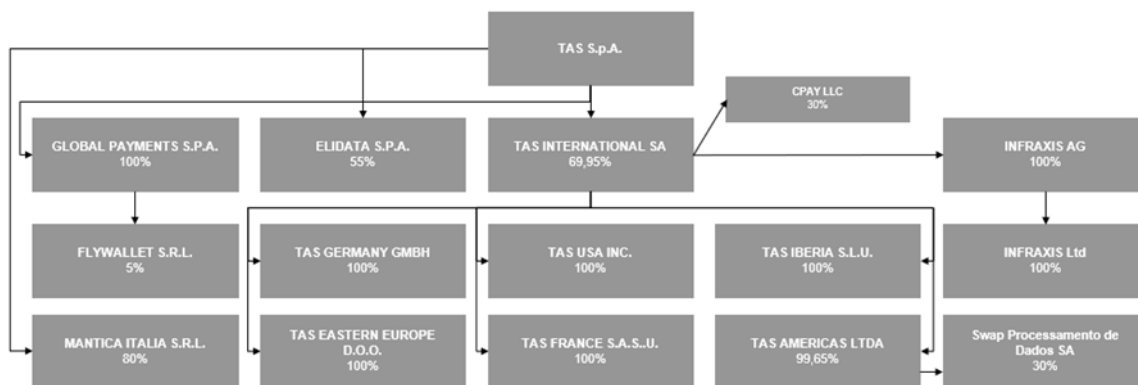 TAS S.p.A.
CPAY LLC
30%
GLOBAL PAYMENTS S.P.A.
100%
ELIDATA S.P.A.
55%
TAS INTERNATIONAL SA
69,95%
INFRAXIS AG
100%
FLYWALLET S.R.L.
5%
TAS GERMANY GMBH
100%
TAS USA INC.
100%
TAS IBERIA S.L.U.
100%
INFRAXIS Ltd
100%
MANTICA ITALIA S.R.L.
80%
TAS EASTERN EUROPE
D.O.O.
100%
TAS FRANCE S.A.S..U.
100%
TAS AMERICAS LTDA
99,65%
Swap Processamento de
Dados SA
30%